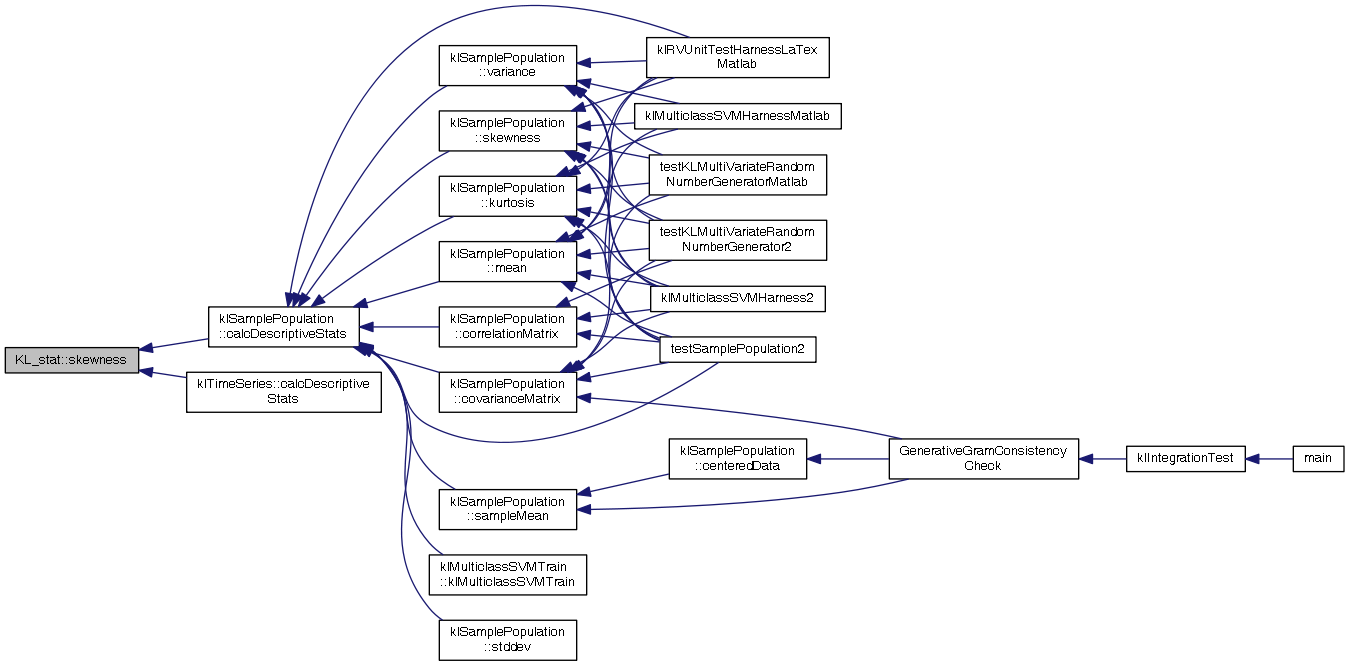 KL_stat::skewness
klSamplePopulation
::calcDescriptiveStats
klTimeSeries::calcDescriptive
Stats
klSamplePopulation
::variance
klSamplePopulation
::skewness
klSamplePopulation
::kurtosis
klSamplePopulation
::mean
klSamplePopulation
::correlationMatrix
klSamplePopulation
::covarianceMatrix
klSamplePopulation
::sampleMean
klMulticlassSVMTrain
::klMulticlassSVMTrain
klSamplePopulation
::stddev
klRVUnitTestHarnessLaTex
Matlab
klMulticlassSVMHarnessMatlab
testKLMultiVariateRandom
NumberGeneratorMatlab
testKLMultiVariateRandom
NumberGenerator2
klMulticlassSVMHarness2
testSamplePopulation2
klSamplePopulation
::centeredData
GenerativeGramConsistency
Check
klIntegrationTest
main